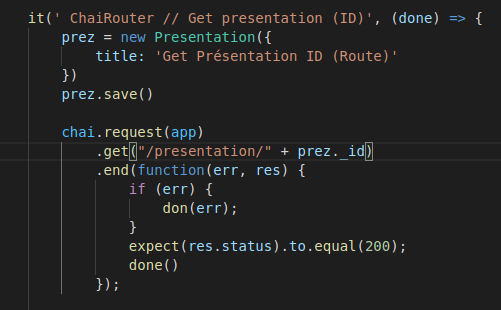 it(' ChaiRouter // Get presentation (ID)', (done) => {
prez = new Presentation({
title: 'Get Présentation ID (Route)'
})
prez.save()
chai.request(app)
.get("/presentation/" + prez._id)
.end(function(err, res) {
if (err) {
don(err);
}
expect(res.status).to.equal(200);
done()
});